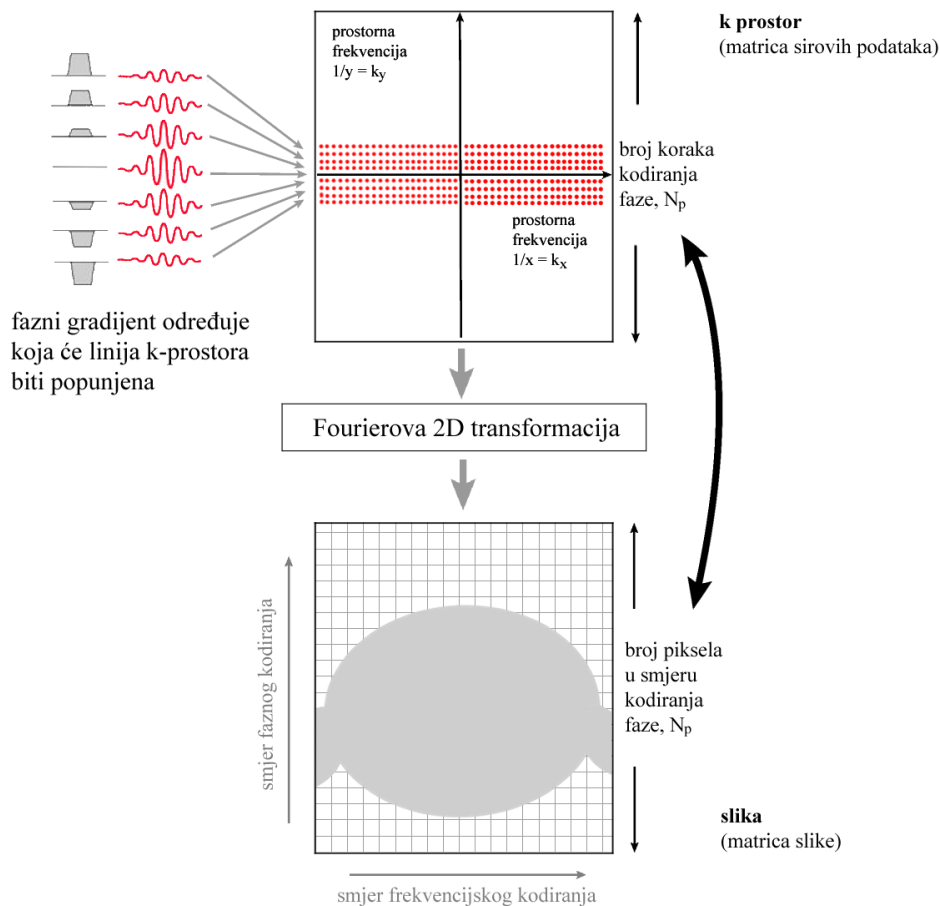 k prostor
(matrica sirovih podataka)
prostorna
frekvencija
1/y = ky
broj koraka
kodiranja
faze, Np
prostorna
frekvencija
1/x = kx
fazni gradijent određuje
koja će linija k-prostora
biti popunjena
Fourierova 2D transformacija
smjer faznog kodiranja
broj piksela
u smjeru
kodiranja
faze, Np
slika
(matrica slike)
smjer frekvencijskog kodiranja